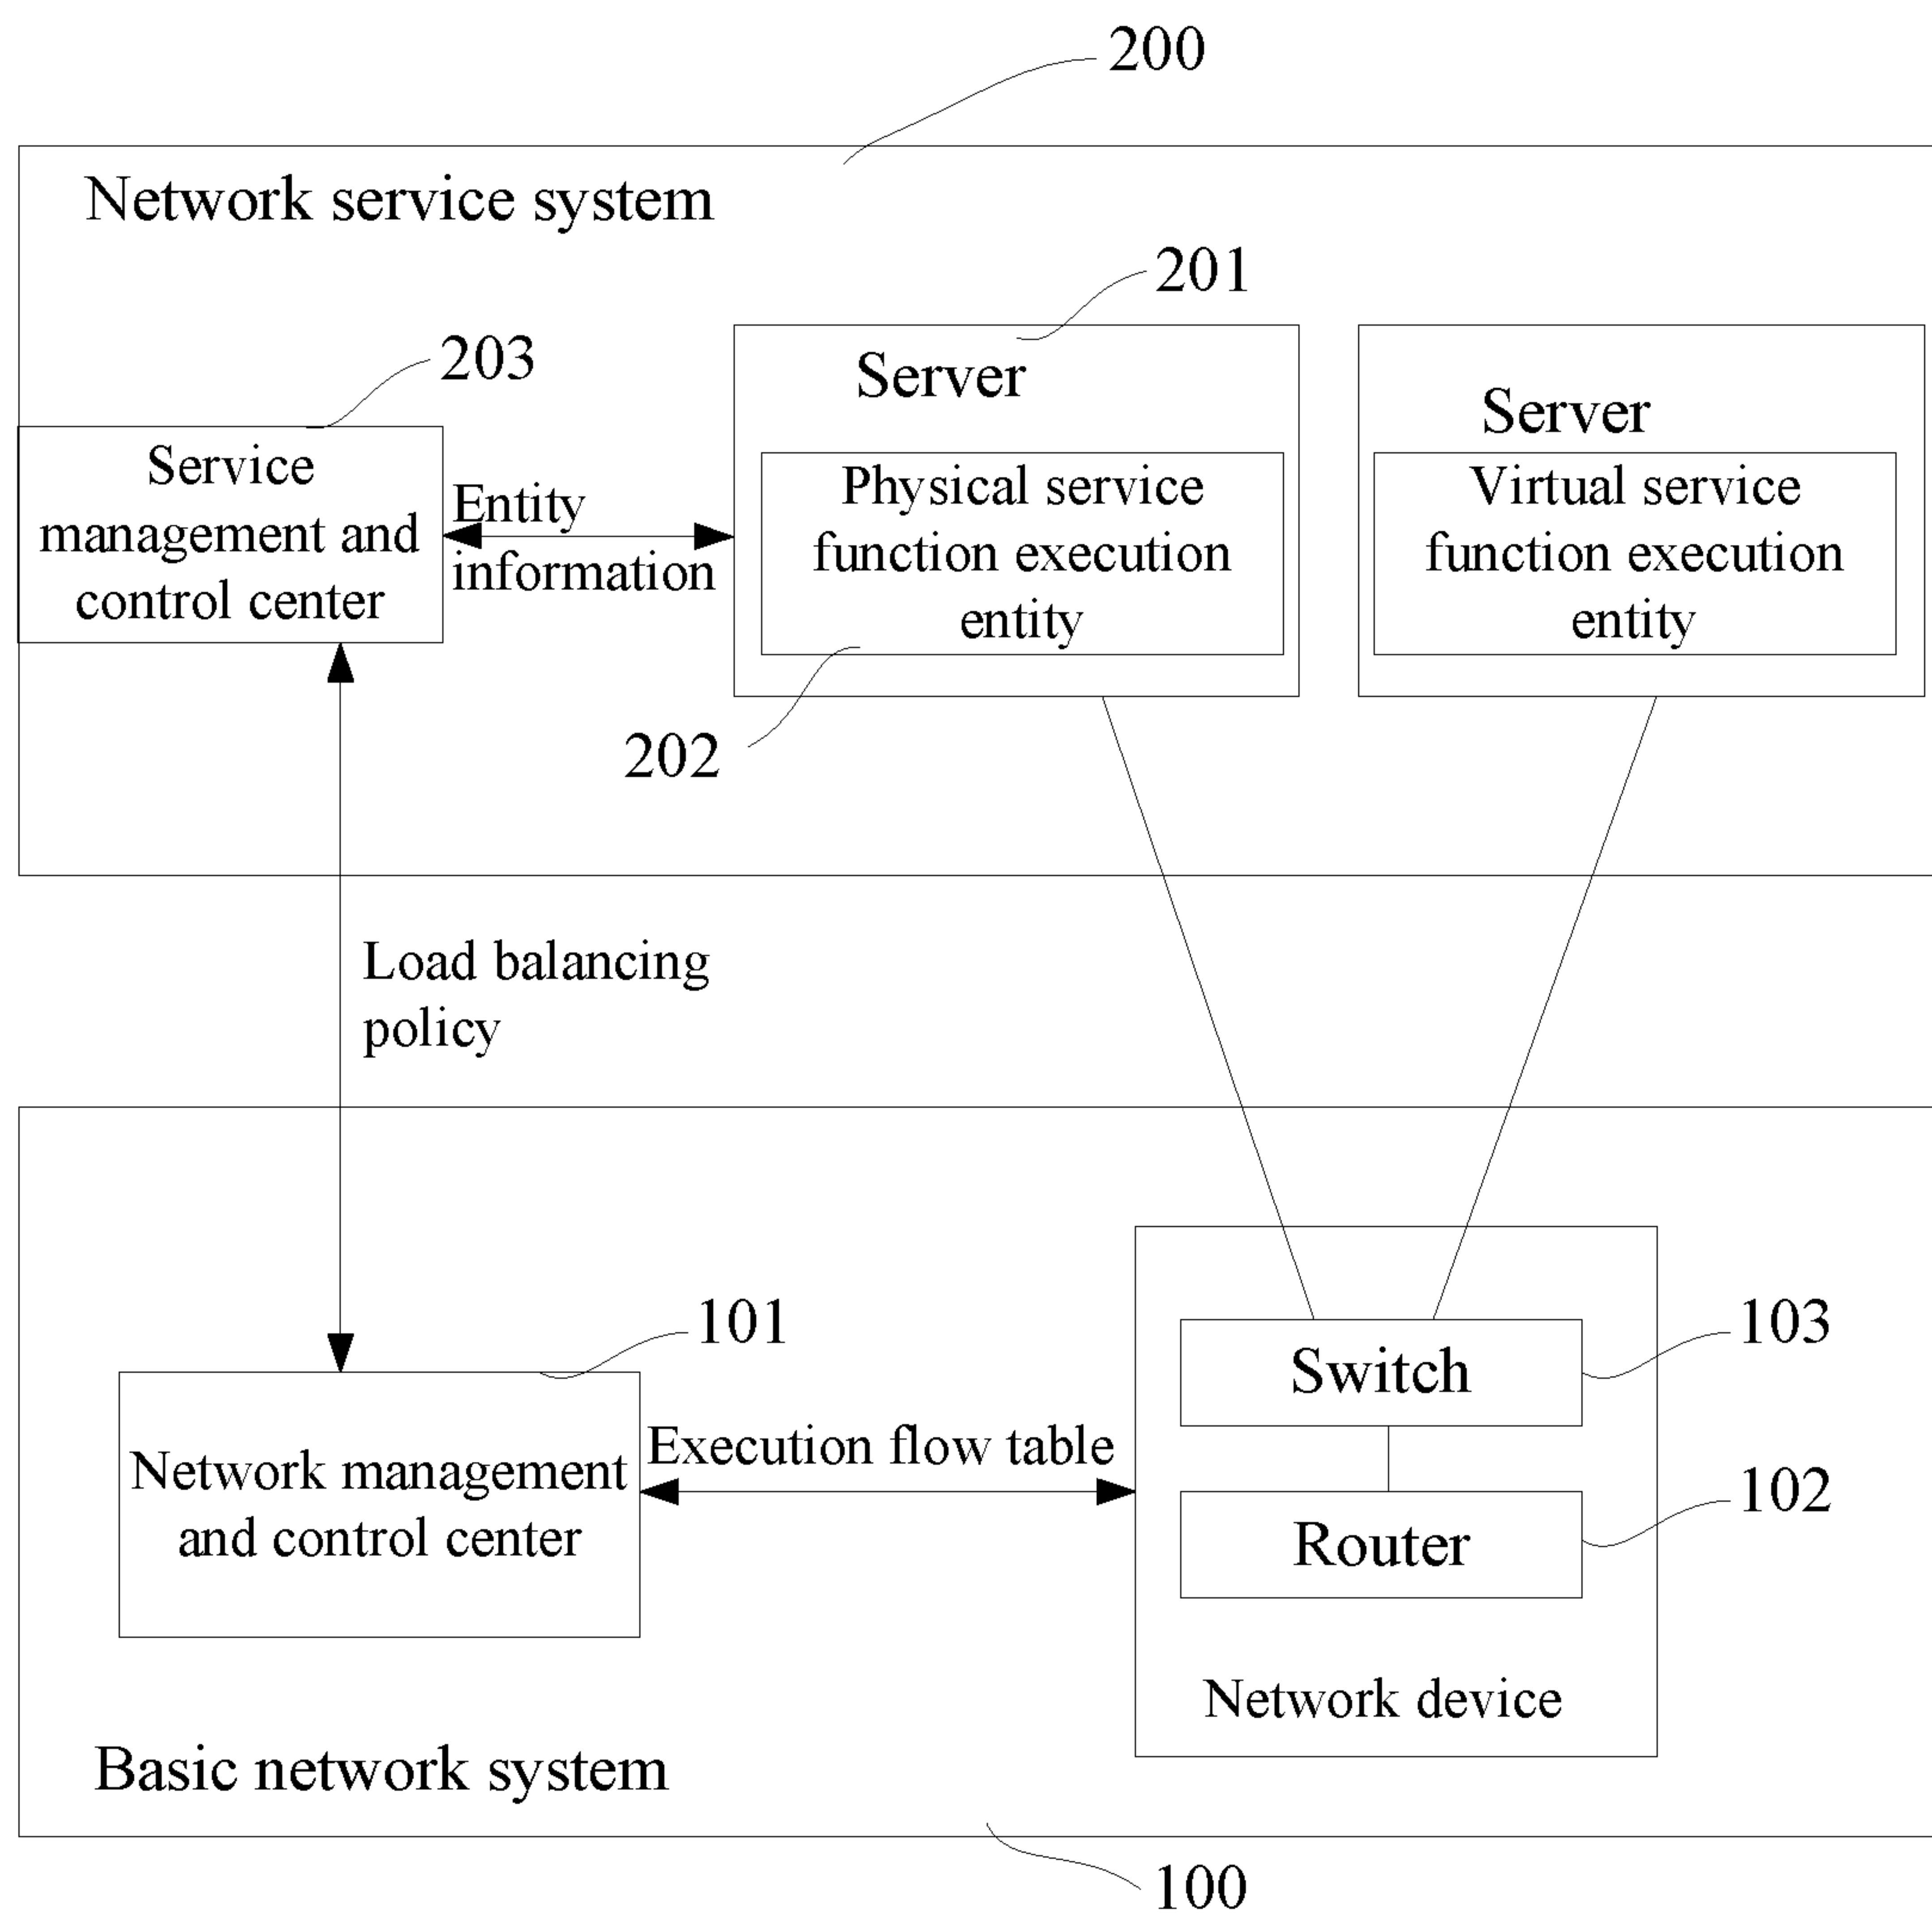 200
Network service system
201
203
Server
Server
Service
management and
control center
Entity
information
Physical service
function execution
entity
Virtual service
function execution
entity
202
Load balancing
policy
101
103
Switch
Network management
and control center
Execution flow table
102
Router
Network device
Basic network system
100